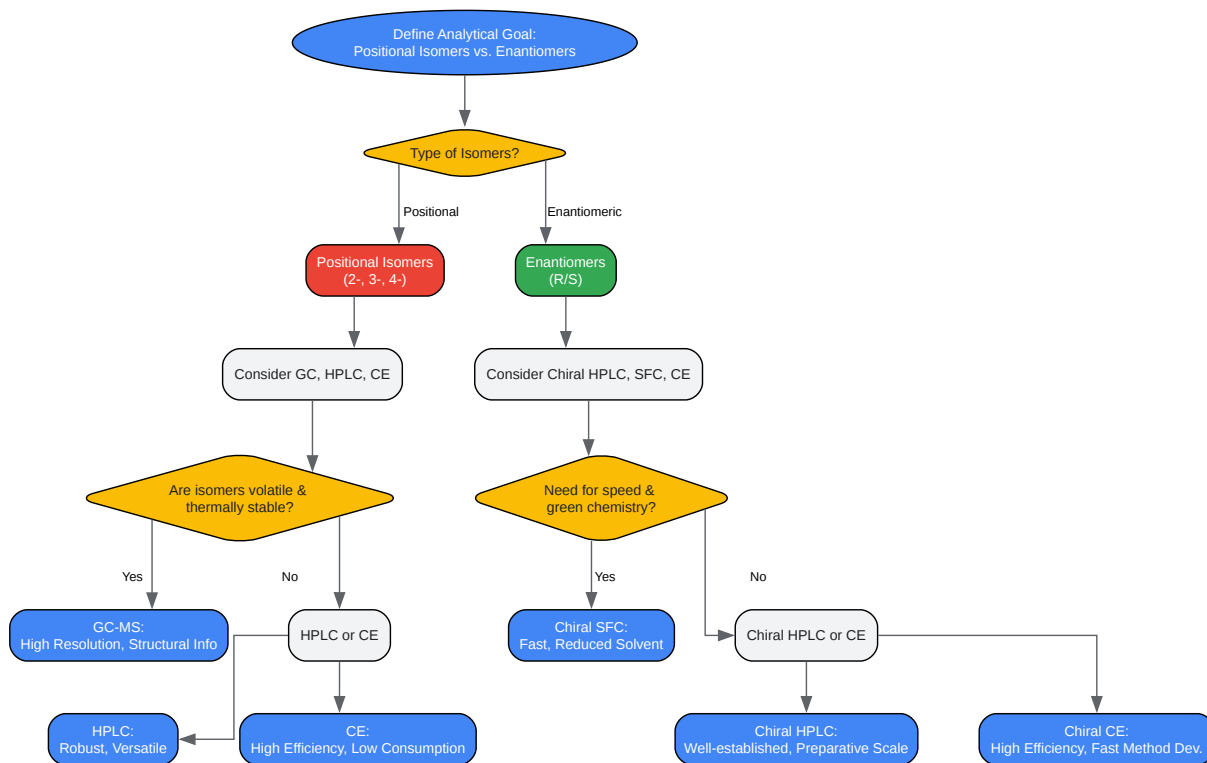 Define Analytical Goal:
Positional Isomers vs. Enantiomers
Type of Isomers?
Positional
Enantiomeric
Positional Isomers
(2-, 3-, 4-)
Enantiomers
(R/S)
Consider GC, HPLC, CE
Consider Chiral HPLC, SFC, CE
Are isomers volatile &
thermally stable?
Need for speed &
green chemistry?
Yes
No
Yes
No
GC-MS:
High Resolution, Structural Info
HPLC or CE
Chiral SFC:
Fast, Reduced Solvent
Chiral HPLC or CE
HPLC:
Robust, Versatile
CE:
High Efficiency, Low Consumption
Chiral HPLC:
Well-established, Preparative Scale
Chiral CE:
High Efficiency, Fast Method Dev.